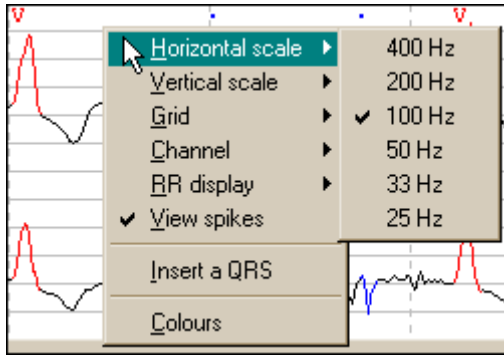 V V
Horizontal scale 400 Hz
Vertical scale 200 Hz
Grid 100 Hz
Channel 50 Hz
RR display 33 Hz
View spikes 25 Hz
Insert a QRS
Colours